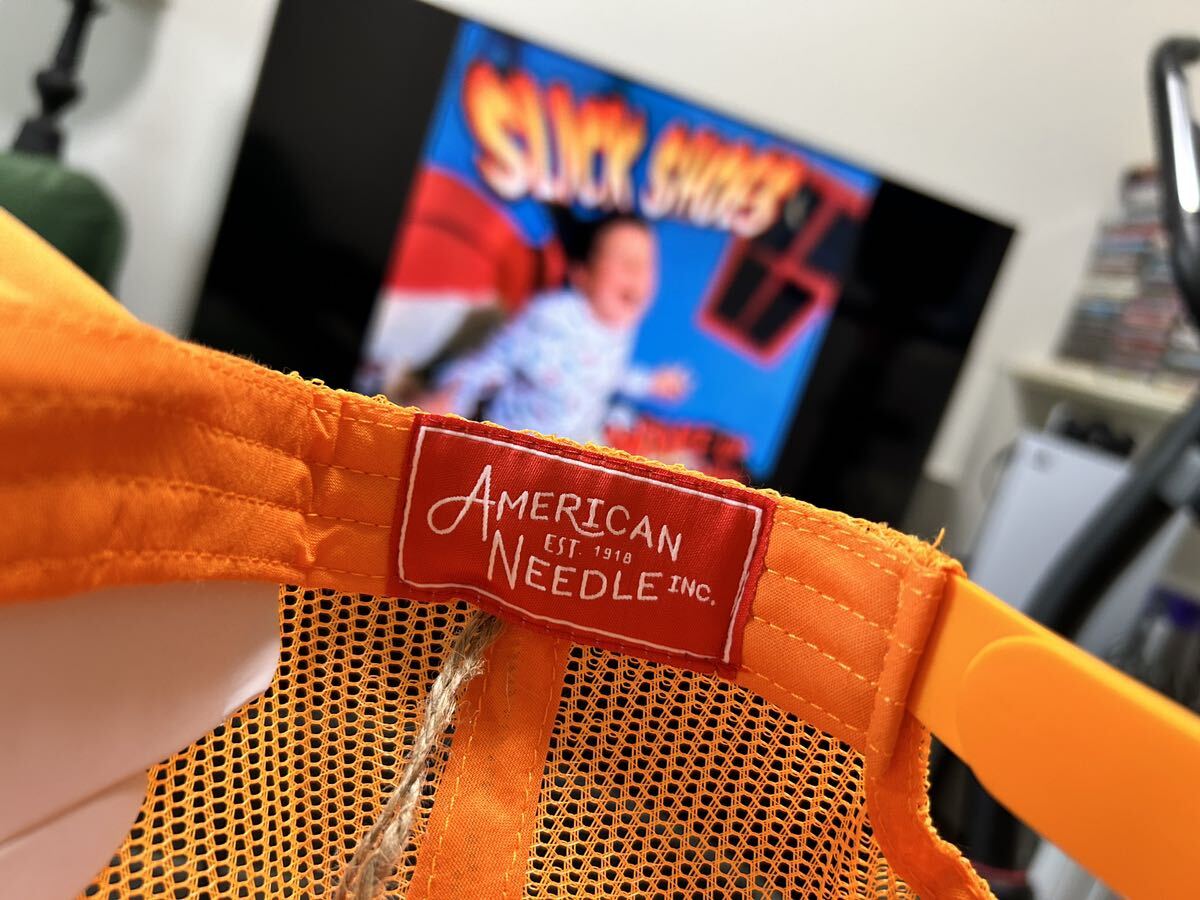 SLICK SHOES
AMERICAN
EST. 1918
NEEDLE INC.